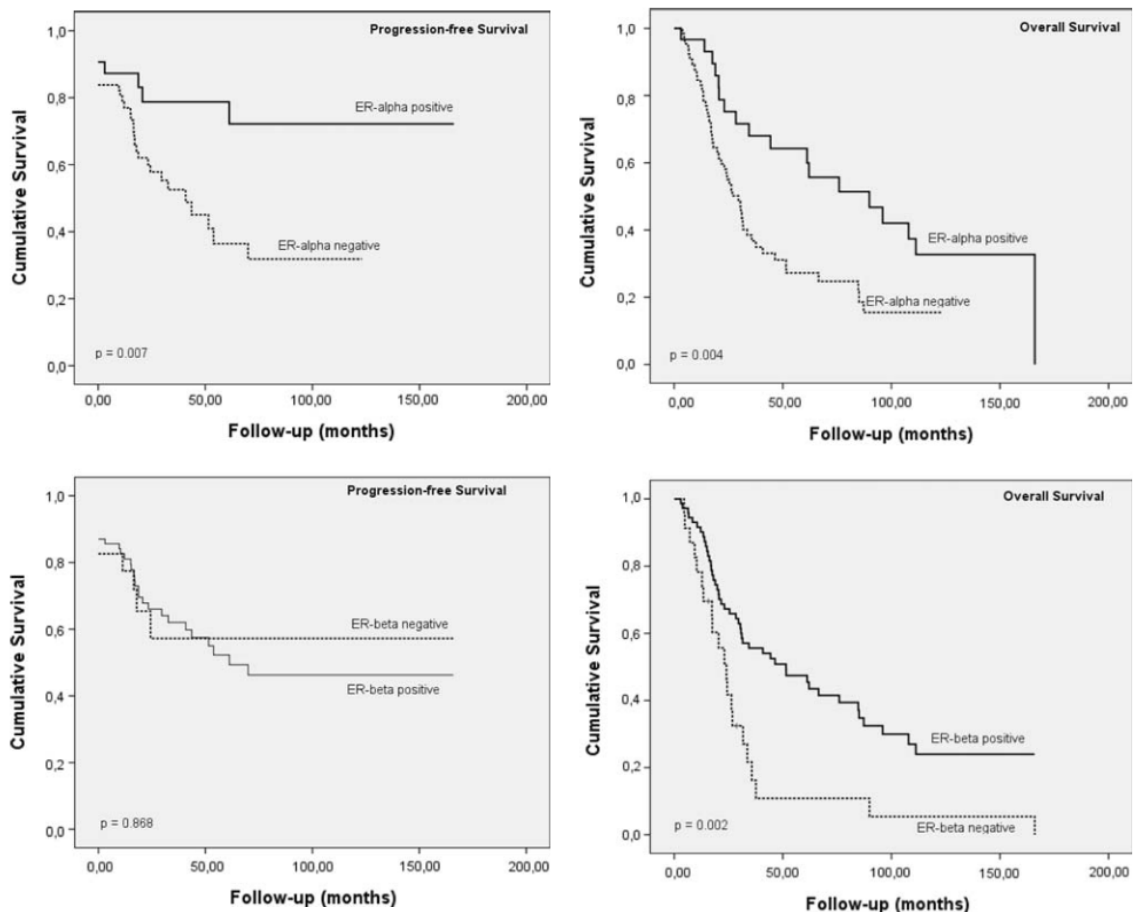 Progression-free Survival
1,0
0,8
0,6
0,4
0,2
0,0
Cumulative Survival
ER-alpha positive
ER-alpha negative
p = 0.007
0,00 50,00 100,00 150,00 200,00
Follow-up (months)
Overall Survival
1,0
0,8
0,6
0,4
0,2
0,0
Cumulative Survival
ER-alpha positive
ER-alpha negative
p = 0.004
0,00 50,00 100,00 150,00 200,00
Follow-up (months)
Progression-free Survival
1,0
0,8
0,6
0,4
0,2
0,0
Cumulative Survival
ER-beta negative
ER-beta positive
p = 0.868
0,00 50,00 100,00 150,00 200,00
Follow-up (months)
Overall Survival
1,0
0,8
0,6
0,4
0,2
0,0
Cumulative Survival
ER-beta positive
ER-beta negative
p = 0.002
0,00 50,00 100,00 150,00 200,00
Follow-up (months)